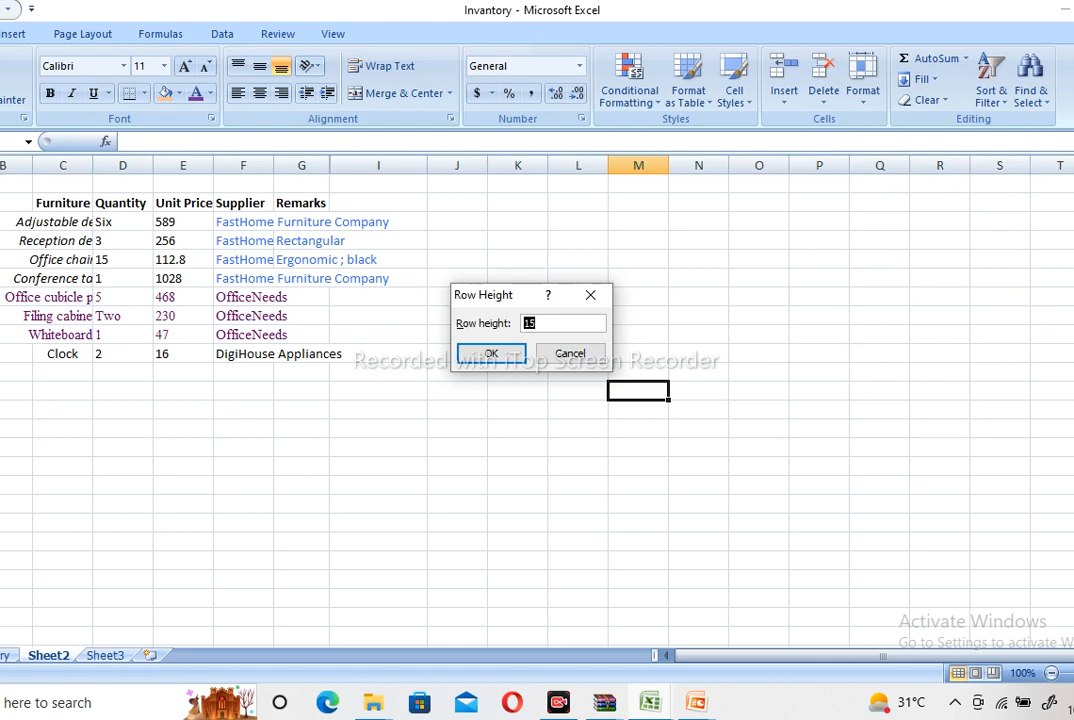 Invantory - Microsoft Excel
nsert Page Layout Formulas Data Review View
Calibri 11 A A Wrap Text General Σ AutoSum
ainter B I U A Merge & Center $ % , Conditional Formatting Format as Table Cell Styles Insert Delete Format Fill Clear Sort & Filter Find & Select
Font Alignment Number Styles Cells Editing
fx
B C D E F G I J K L M N O P Q R S T
Furniture Quantity Unit Price Supplier Remarks
Adjustable de Six 589 FastHome Furniture Company
Reception de 3 256 FastHome Rectangular
Office chair 15 112.8 FastHome Ergonomic ; black
Conference ta 1 1028 FastHome Furniture Company
Office cubicle p 5 468 OfficeNeeds
Filing cabine Two 230 OfficeNeeds
Whiteboard 1 47 OfficeNeeds
Clock 2 16 DigiHouse Appliances
Row Height ?
Row height: 15
OK Cancel
Recorded with iTop Screen Recorder
Activate Windows
Go to Settings to activate W
ry Sheet2 Sheet3
100%
here to search 31°C